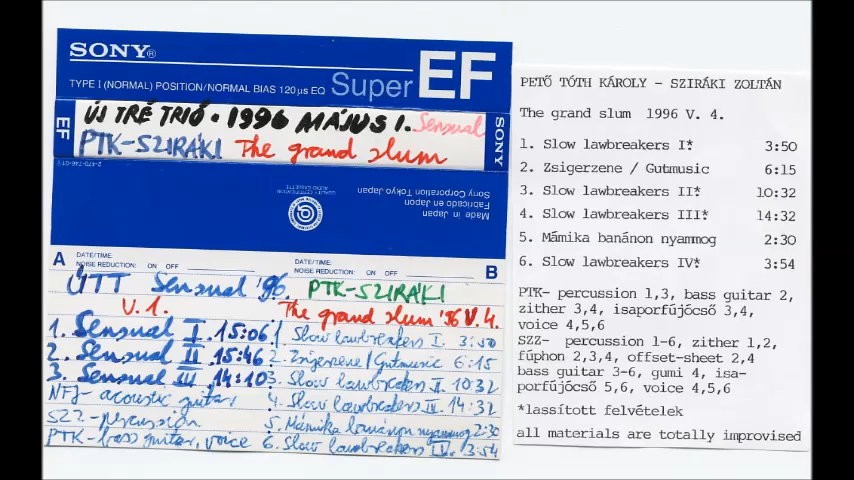 SONY®
TYPE I (NORMAL) POSITION/NORMAL BIAS 120 µs EQ Super EF
EF
ÚJ TRÉ TRIÓ • 1996 MÁJUS 1. Sensual
PTK-SZIRÁKI The grand slum
SONY
2-470-746-01
QUALITY CERTIFICATION
AUDIO CASSETTE
Sony Corporation Tokyo Japan
Fabricado en Japon
Made in Japan
A DATE/TIME:
NOISE REDUCTION: ON OFF
DATE/TIME: B
NOISE REDUCTION: ON OFF
ÚTT Sensual '96
V. 1.
1. Sensual I. 15:06
2. Sensual II 15:46
3. Sensual III 14:10
NFJ- acoustic guitar
SZZ-percussion
PTK-bass guitar, voice
PTK-SZIRÁKI
The grand slum '96 V. 4.
1. Slow lawbreakers I. 3:50
2. Zsigerzene/Gutmusic 6:15
3. Slow lawbreakers II. 10:32
4. Slow lawbreakers III. 14:32
5. Mámika banánon nyammog 2:30
6. Slow lawbreakers IV. 3:54
PETŐ TÓTH KÁROLY - SZIRÁKI ZOLTÁN
The grand slum 1996 V. 4.
1. Slow lawbreakers I* 3:50
2. Zsigerzene / Gutmusic 6:15
3. Slow lawbreakers II* 10:32
4. Slow lawbreakers III* 14:32
5. Mámika banánon nyammog 2:30
6. Slow lawbreakers IV* 3:54
PTK- percussion 1,3, bass guitar 2,
zither 3,4, isaporfújócső 3,4,
voice 4,5,6
SZZ- percussion 1-6, zither 1,2,
fúphon 2,3,4, offset-sheet 2,4
bass guitar 3-6, gumi 4, isa-
porfújócső 5,6, voice 4,5,6
*lassított felvételek
all materials are totally improvised